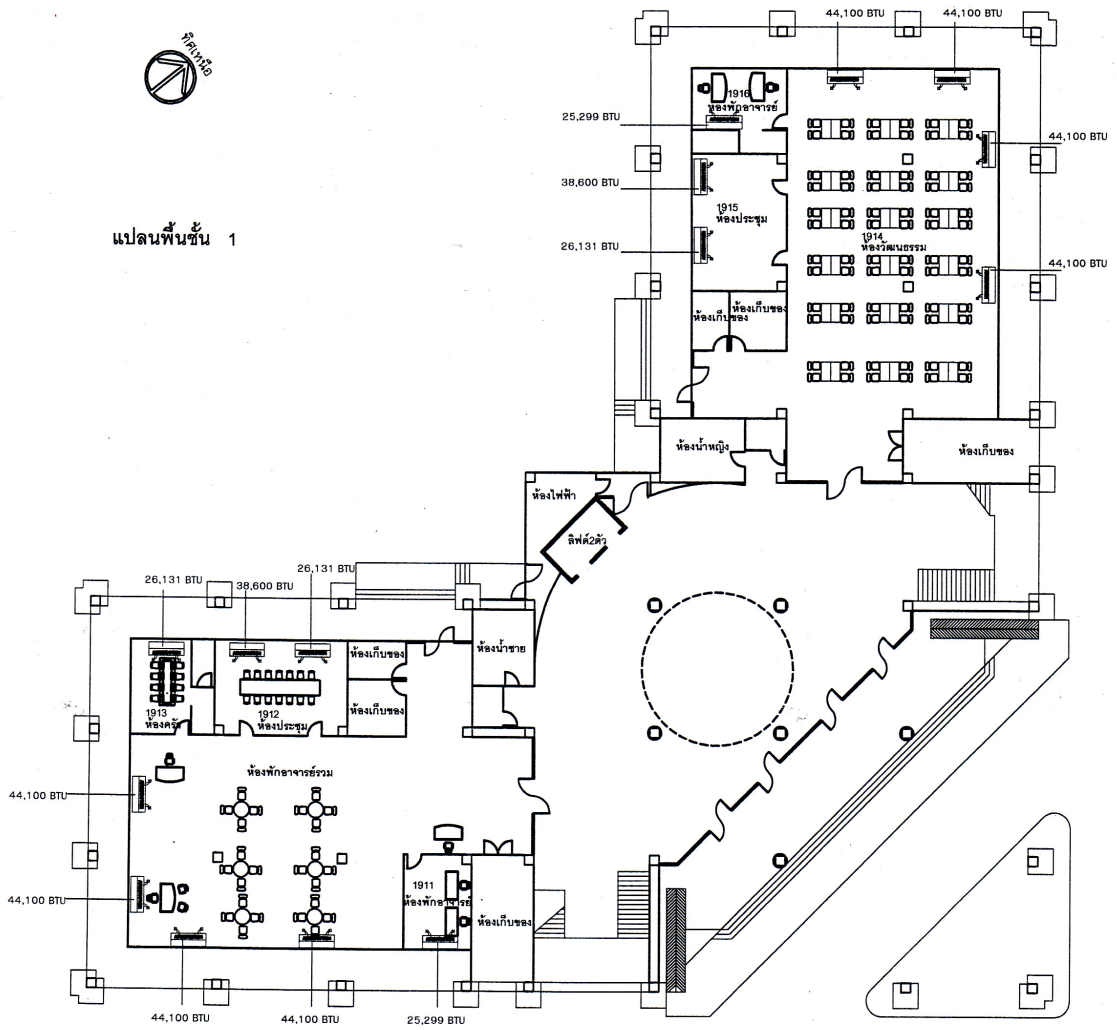 44,100 BTU
44,100 BTU
ทิศเหนือ
1916
ห้องพักอาจารย์
25,299 BTU
44,100 BTU
38,600 BTU
1915
ห้องประชุม
แปลนพื้นชั้น 1
26,131 BTU
1914
ห้องวัฒนธรรม
44,100 BTU
ห้องเก็บของ
ห้องเก็บของ
ห้องน้ำหญิง
ห้องเก็บของ
ห้องไฟฟ้า
ลิฟต์2ตัว
26,131 BTU
38,600 BTU
26,131 BTU
ห้องเก็บของ
ห้องน้ำชาย
1913
ห้องครัว
1912
ห้องประชุม
ห้องเก็บของ
ห้องพักอาจารย์รวม
44,100 BTU
1911
ห้องพักอาจารย์
44,100 BTU
ห้องเก็บของ
44,100 BTU
44,100 BTU
25,299 BTU